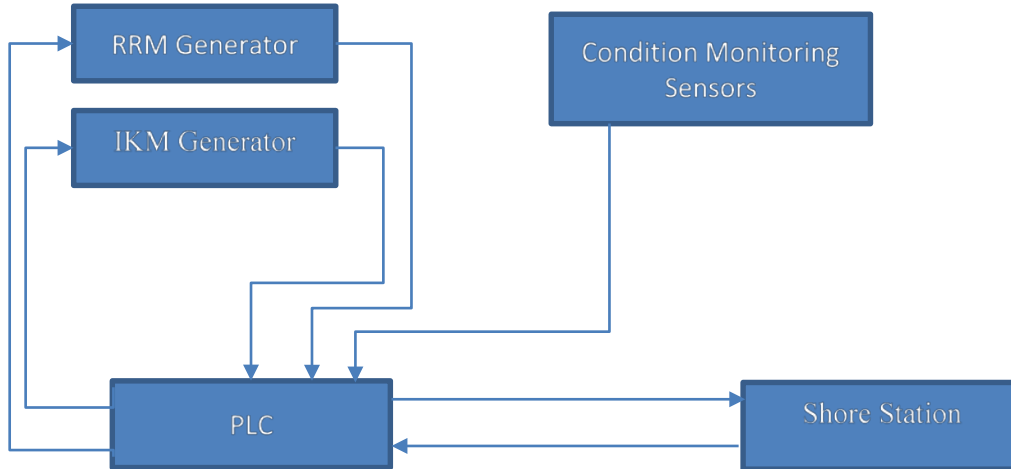 RRM Generator
Condition Monitoring
Sensors
IKM Generator
PLC
Shore Station